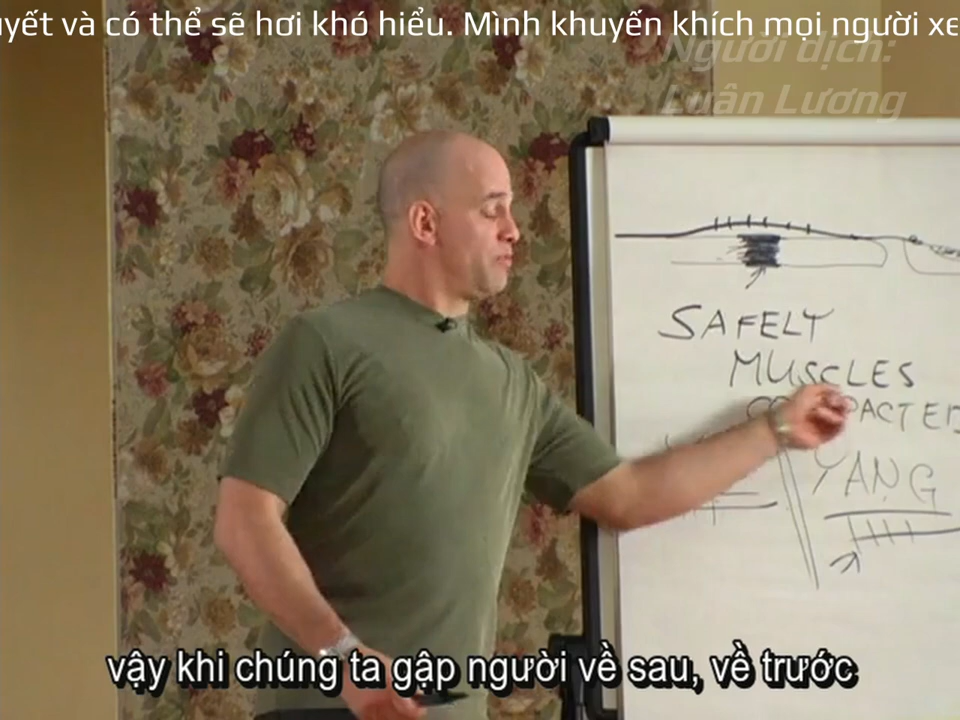 uyết và có thể sẽ hơi khó hiểu. Mình khuyến khích mọi người xe
Người dịch:
Luân Lương
SAFELY
MUSCLES
PACTED
YANG
vậy khi chúng ta gập người về sau, về trước